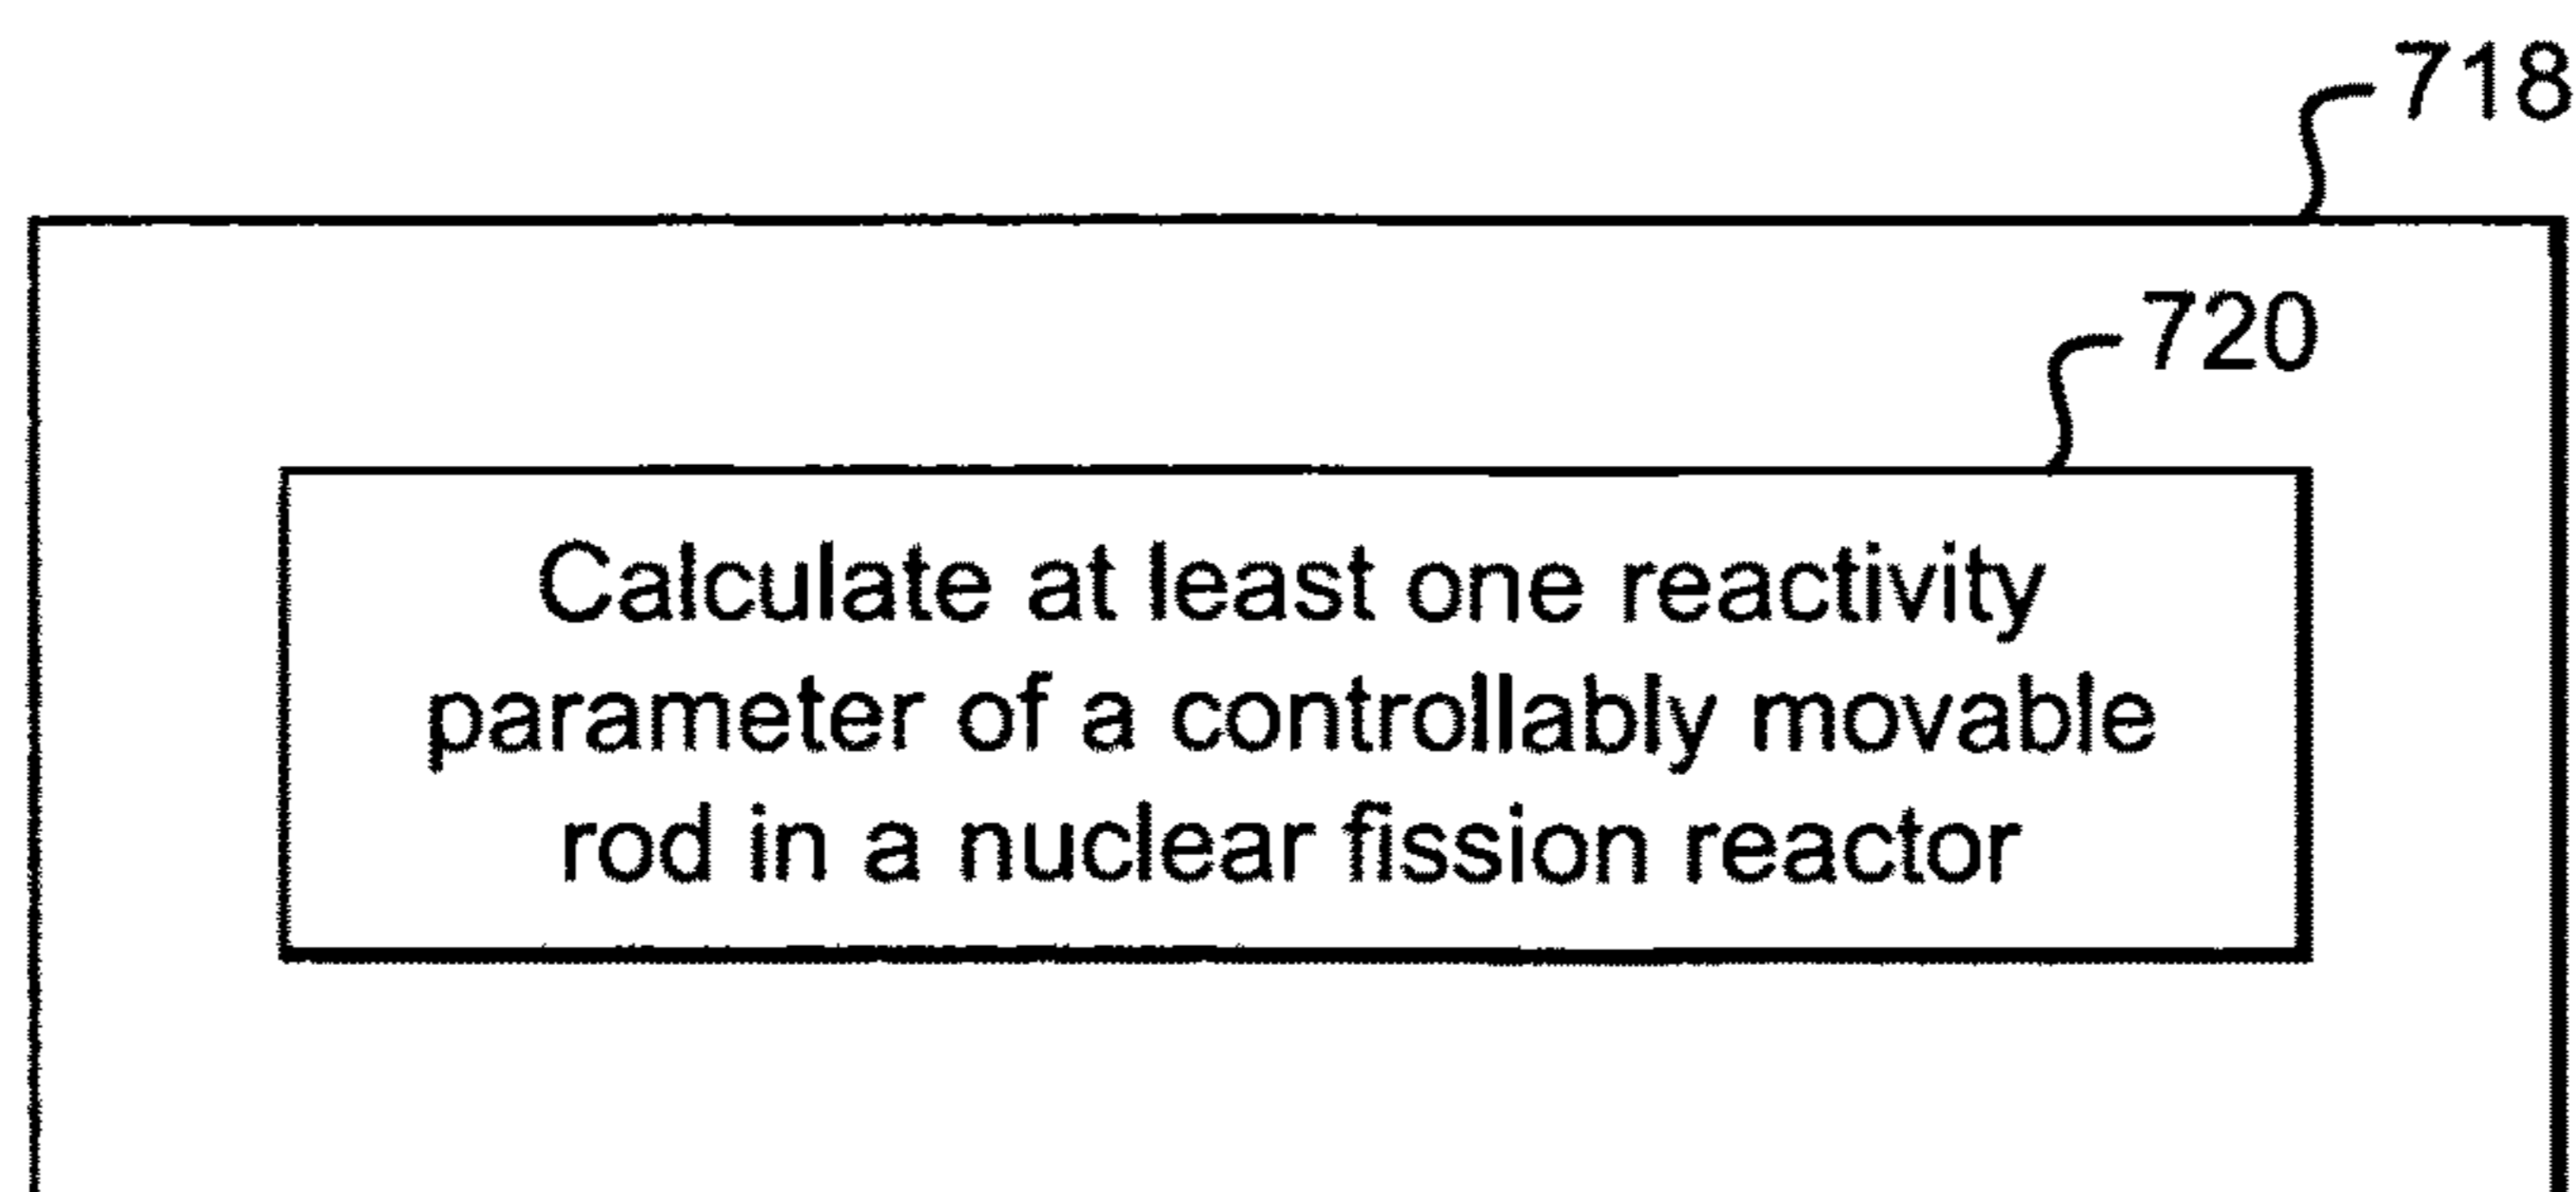 718
720
Calculate at least one reactivity
parameter of a controllably movable
rod in a nuclear fission reactor